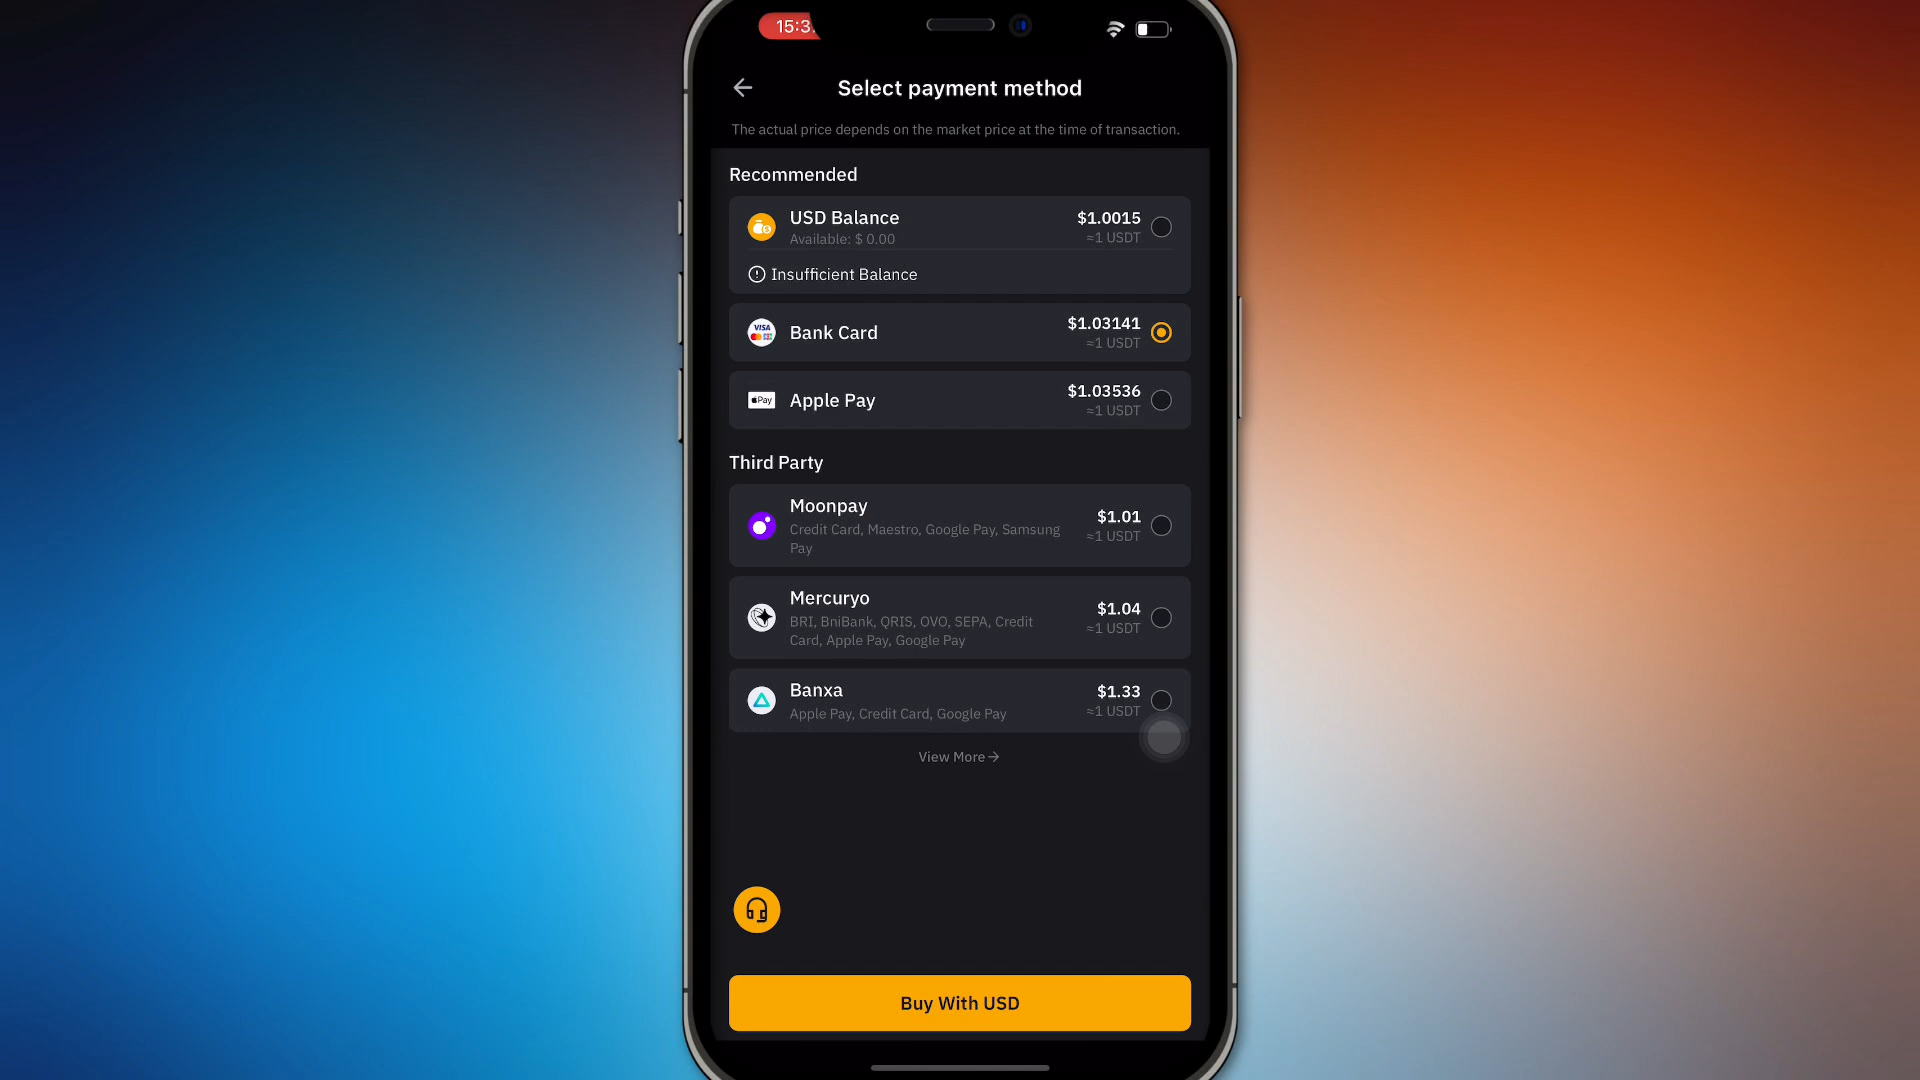 15:3
Select payment method
The actual price depends on the market price at the time of transaction.
Recommended
USD Balance
$1.0015
Available: $ 0.00
≈1 USDT
Insufficient Balance
VISA
Bank Card
$1.03141
≈1 USDT
Pay
Apple Pay
$1.03536
≈1 USDT
Third Party
Moonpay
$1.01
Credit Card, Maestro, Google Pay, Samsung
Pay
≈1 USDT
Mercuryo
$1.04
BRI, BniBank, QRIS, OVO, SEPA, Credit
Card, Apple Pay, Google Pay
≈1 USDT
Banxa
$1.33
Apple Pay, Credit Card, Google Pay
≈1 USDT
View More→
Buy With USD